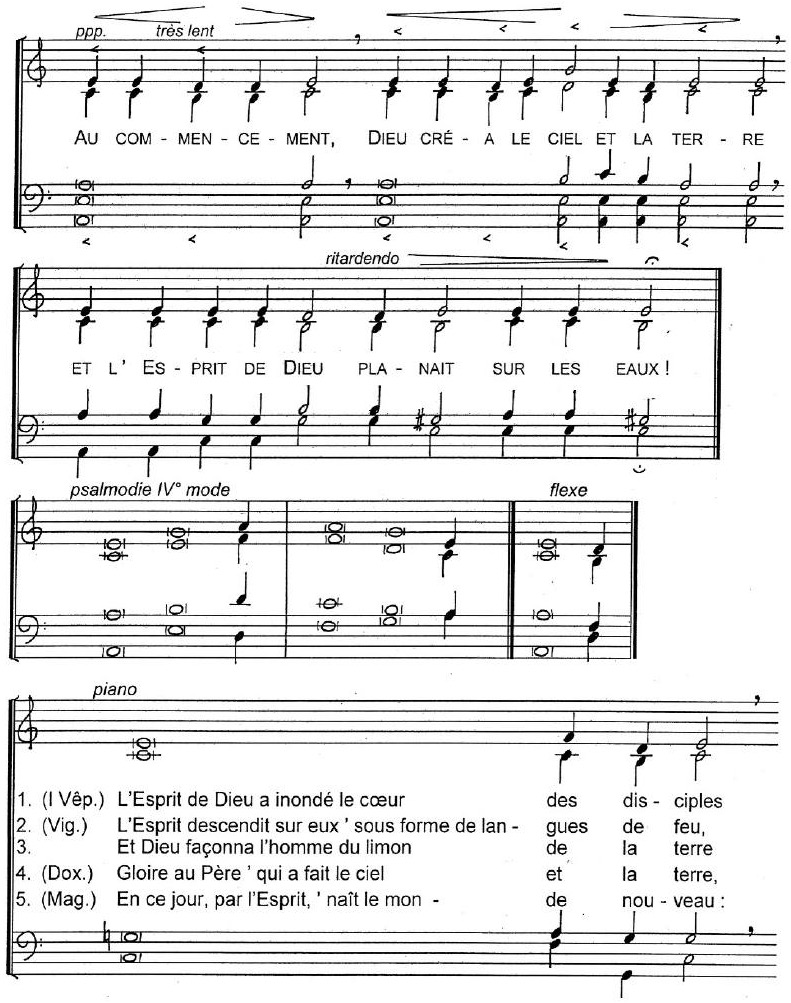 ppp. très lent
AU COM - MEN - CE - MENT, DIEU CRÉ - A LE CIEL ET LA TER - RE
ritardendo
ET L ' ES - PRIT DE DIEU PLA - NAIT SUR LES EAUX !
psalmodie IV° mode flexe
piano
1. (I Vêp.) L'Esprit de Dieu a inondé le cœur des dis - ciples
2. (Vig.) L'Esprit descendit sur eux ' sous forme de lan - gues de feu,
3. Et Dieu façonna l'homme du limon de la terre
4. (Dox.) Gloire au Père ' qui a fait le ciel et la terre,
5. (Mag.) En ce jour, par l'Esprit, ' naît le mon - de nou - veau :